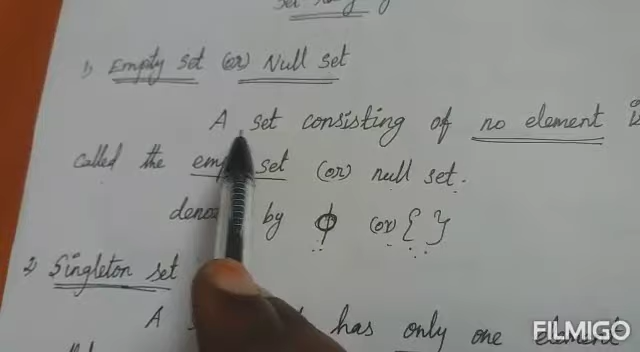 1) Empty set (or) Null set
A set consisting of no element is
called the empty set (or) null set.
by ϕ (or) { }
2) Singleton set
A has only one element
FILMIGO